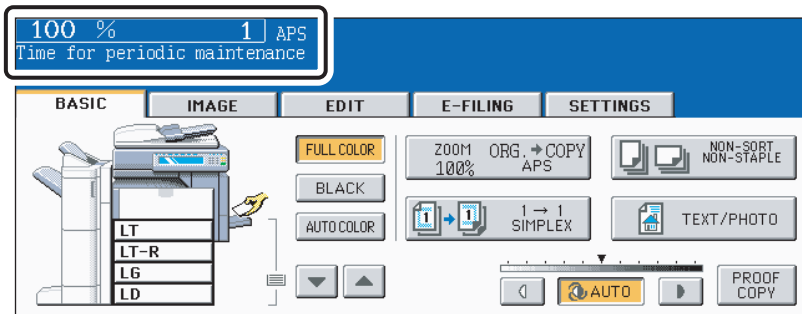 100 % 1 APS
Time for periodic maintenance
BASIC IMAGE EDIT E-FILING SETTINGS
FULL COLOR
BLACK
AUTO COLOR
ZOOM ORG. ➔ COPY
100% APS
NON-SORT
NON-STAPLE
1 ➔ 1 1 → 1
SIMPLEX
TEXT/PHOTO
LT
LT-R
LG
LD
AUTO
PROOF
COPY